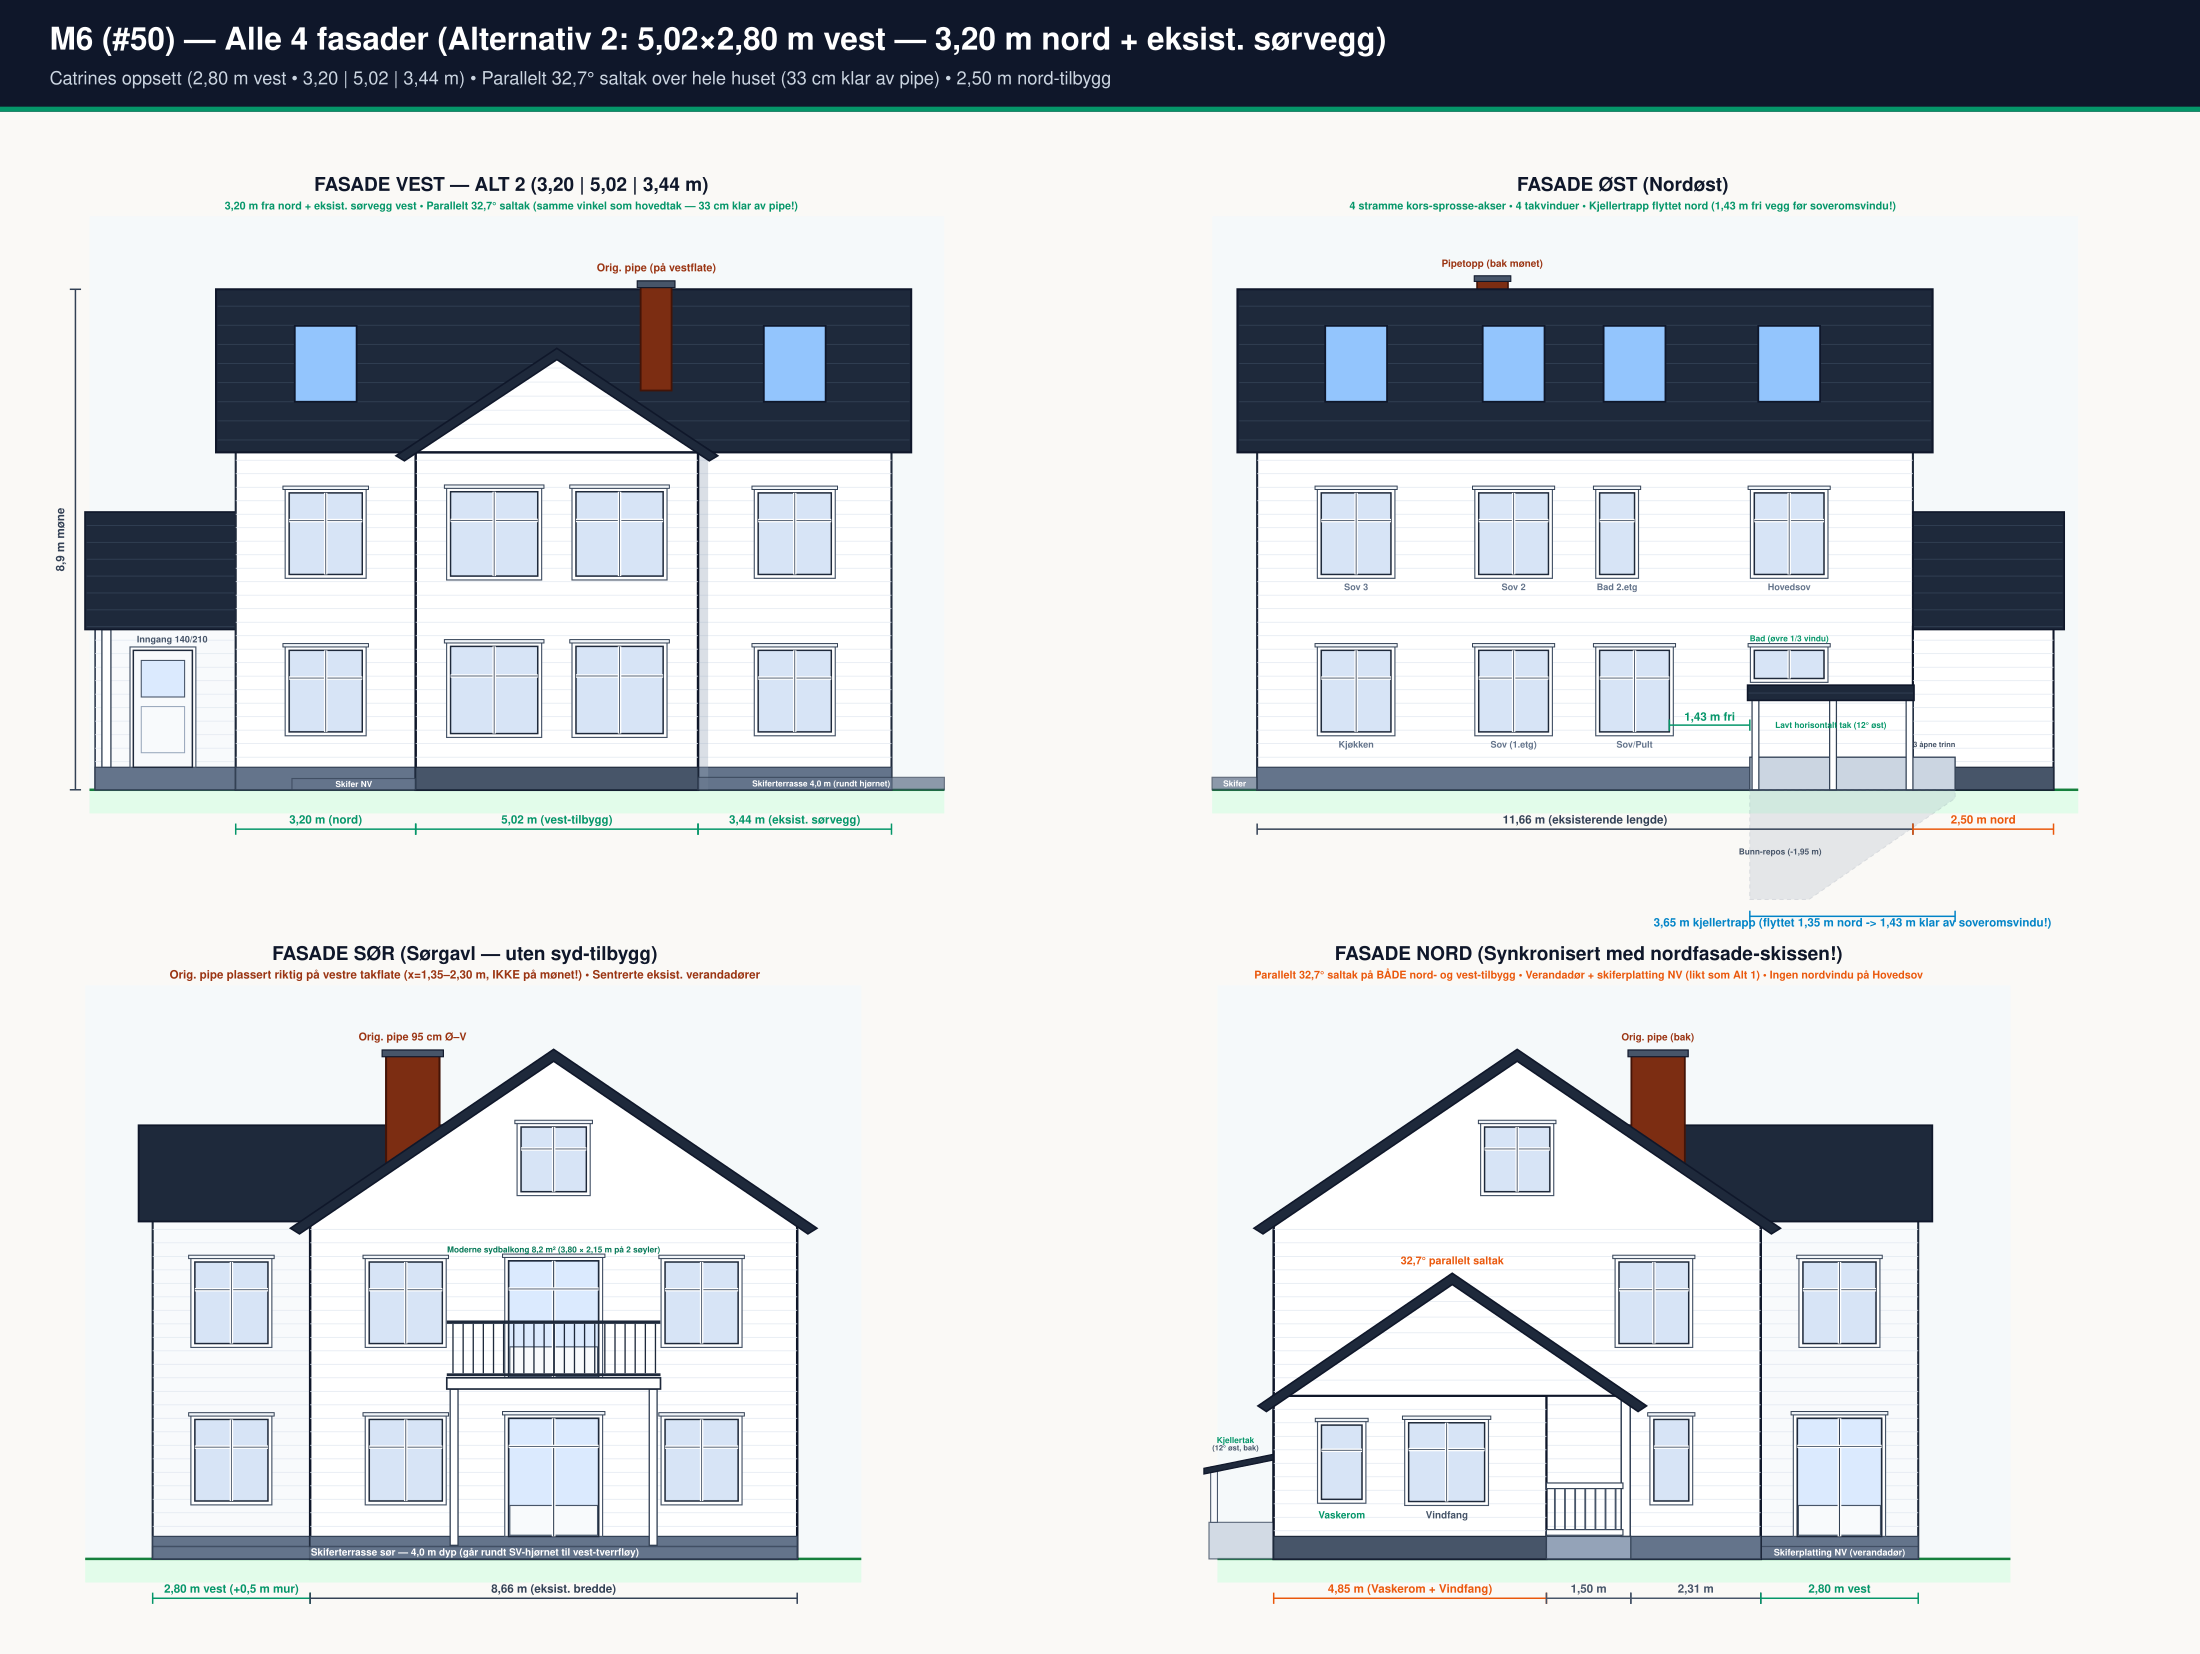 M6 (#50) — Alle 4 fasader (Alternativ 2: 5,02×2,80 m vest — 3,20 m nord + eksist. sørvegg)
Catrines oppsett (2,80 m vest • 3,20 | 5,02 | 3,44 m) • Parallelt 32,7° saltak over hele huset (33 cm klar av pipe) • 2,50 m nord-tilbygg
FASADE VEST — ALT 2 (3,20 | 5,02 | 3,44 m)
3,20 m fra nord + eksist. sørvegg vest • Parallelt 32,7° saltak (samme vinkel som hovedtak — 33 cm klar av pipe!)
Orig. pipe (på vestflate)
8,9 m møne
Inngang 140/210
Skifer NV
Skiferterrasse 4,0 m (rundt hjørnet)
3,20 m (nord)
5,02 m (vest-tilbygg)
3,44 m (eksist. sørvegg)
FASADE ØST (Nordøst)
4 stramme kors-sprosse-akser • 4 takvinduer • Kjellertrapp flyttet nord (1,43 m fri vegg før soveromsvindu!)
Pipetopp (bak mønet)
Sov 3
Sov 2
Bad 2.etg
Hovedsov
Bad (øvre 1/3 vindu)
1,43 m fri
Lavt horisontalt tak (12° øst)
Kjøkken
Sov (1.etg)
Sov/Pult
3 åpne trinn
Skifer
11,66 m (eksisterende lengde)
2,50 m nord
Bunn-repos (-1,95 m)
3,65 m kjellertrapp (flyttet 1,35 m nord -> 1,43 m klar av soveromsvindu!)
FASADE SØR (Sørgavl — uten syd-tilbygg)
Orig. pipe plassert riktig på vestre takflate (x=1,35–2,30 m, IKKE på mønet!) • Sentrerte eksist. verandadører
Orig. pipe 95 cm Ø–V
Moderne sydbalkong 8,2 m² (3,80 × 2,15 m på 2 søyler)
Skiferterrasse sør — 4,0 m dyp (går rundt SV-hjørnet til vest-tverrfløy)
2,80 m vest (+0,5 m mur)
8,66 m (eksist. bredde)
FASADE NORD (Synkronisert med nordfasade-skissen!)
Parallelt 32,7° saltak på BÅDE nord- og vest-tilbygg • Verandadør + skiferplatting NV (likt som Alt 1) • Ingen nordvindu på Hovedsov
Orig. pipe (bak)
32,7° parallelt saltak
Kjellertak
(12° øst, bak)
Vaskerom
Vindfang
Skiferplatting NV (verandadør)
4,85 m (Vaskerom + Vindfang)
1,50 m
2,31 m
2,80 m vest